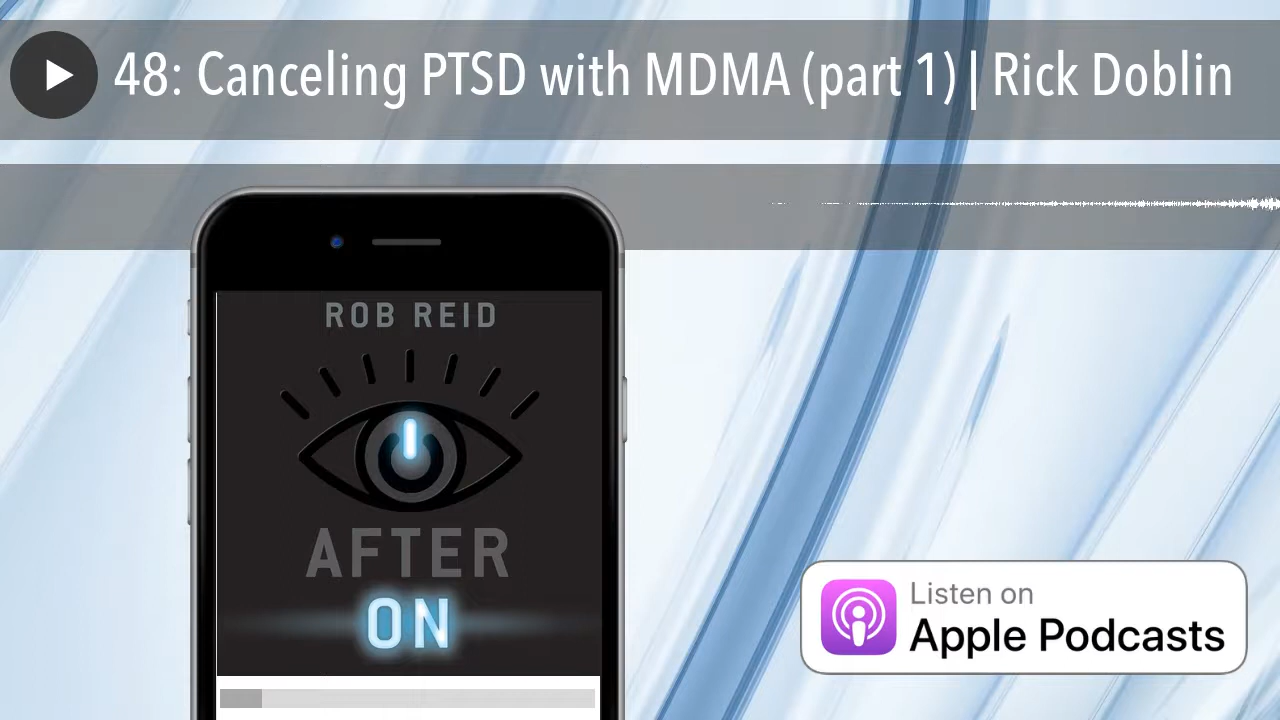 48: Canceling PTSD with MDMA (part 1) | Rick Doblin
ROB REID
AFTER
ON
Listen on
Apple Podcasts